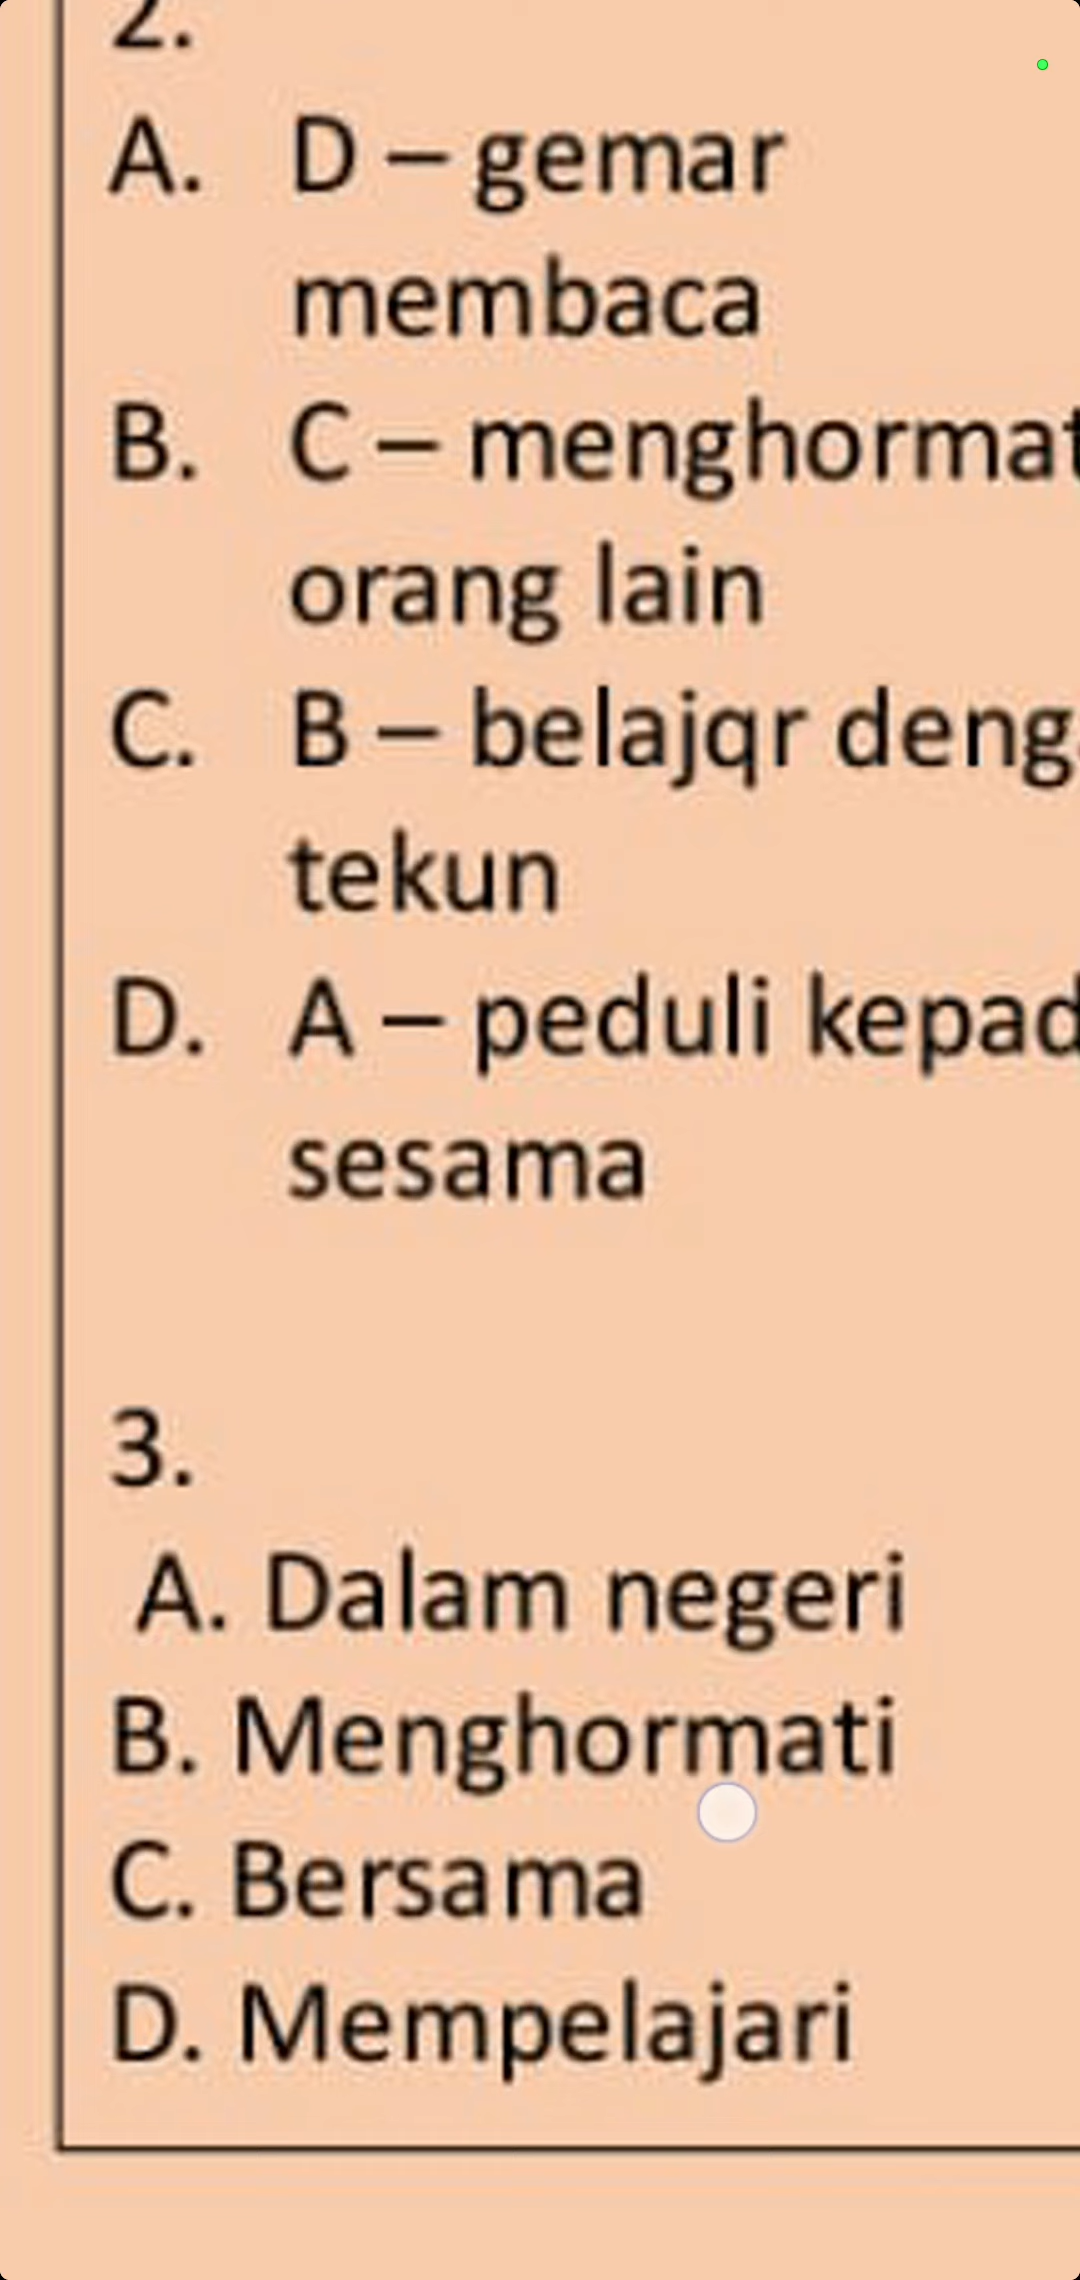 2.
A. D – gemar
membaca
B. C – menghormat
orang lain
C. B – belajqr deng
tekun
D. A – peduli kepad
sesama
3.
A. Dalam negeri
B. Menghormati
C. Bersama
D. Mempelajari